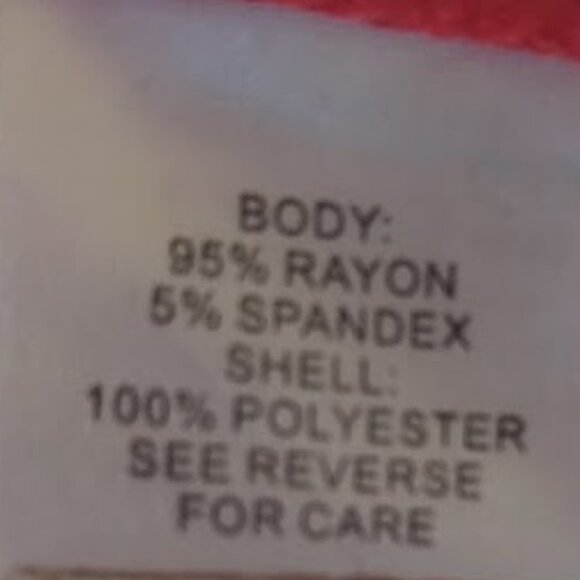 BODY:
95% RAYON
5% SPANDEX
SHELL:
100% POLYESTER
SEE REVERSE
FOR CARE